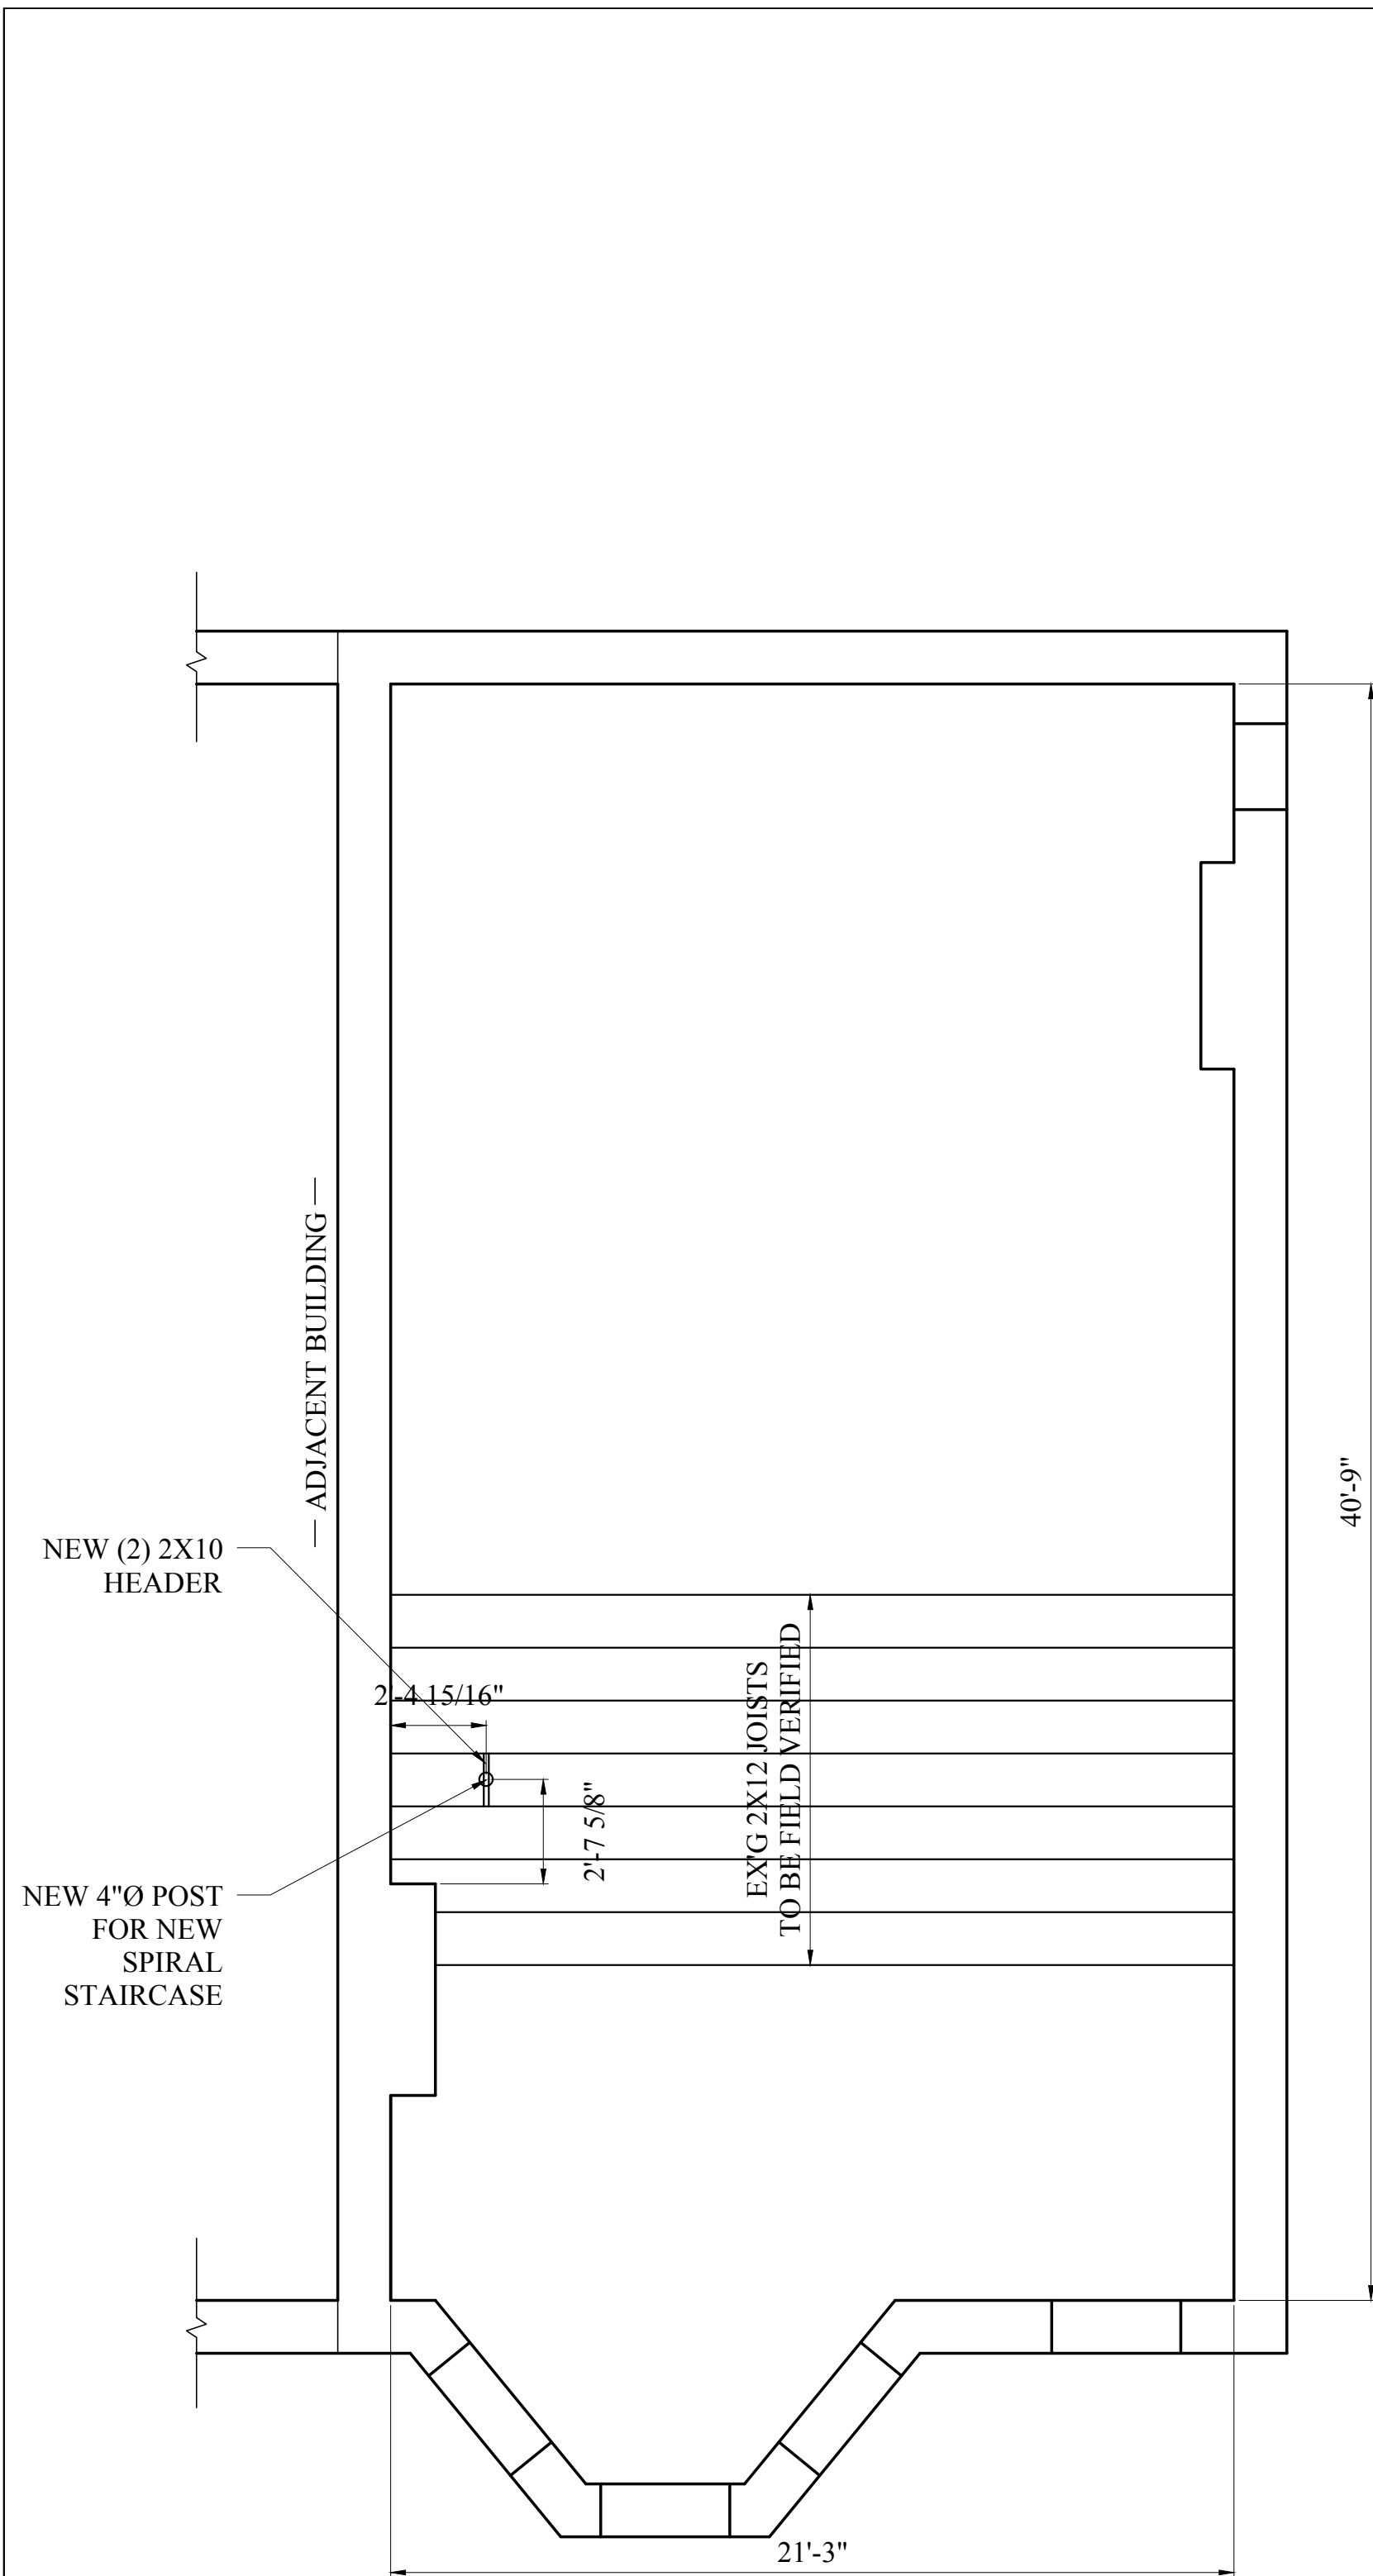 — ADJACENT BUILDING —
40'-9"
NEW (2) 2X10
HEADER
2'-4 15/16"
EX'G 2X12 JOISTS
TO BE FIELD VERIFIED
2'-7 5/8"
NEW 4"Ø POST
FOR NEW
SPIRAL
STAIRCASE
21'-3"